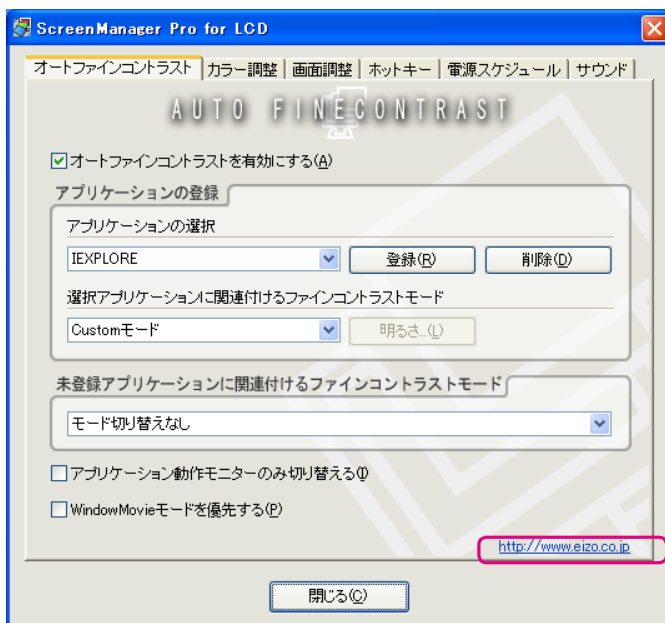 ScreenManager Pro for LCD
オートファインコントラスト カラー調整 画面調整 ホットキー 電源スケジュール サウンド
AUTO FINECONTRAST
オートファインコントラストを有効にする(A)
アプリケーションの登録
アプリケーションの選択
IEXPLORE 登録(R) 削除(D)
選択アプリケーションに関連付けるファインコントラストモード
Customモード 明るさ...(L)
未登録アプリケーションに関連付けるファインコントラストモード
モード切り替えなし
アプリケーション動作モニターのみ切り替える(I)
WindowMovieモードを優先する(P)
http://www.eizo.co.jp
閉じる(C)